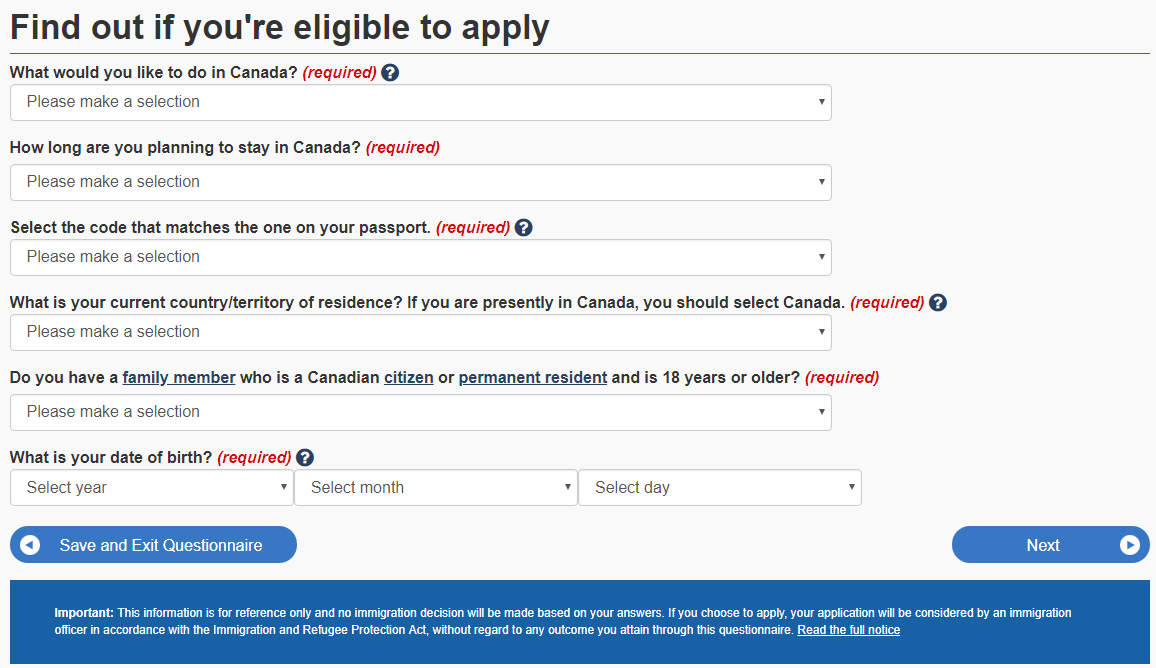 Find out if you're eligible to apply
What would you like to do in Canada? (required) ?
Please make a selection
How long are you planning to stay in Canada? (required)
Please make a selection
Select the code that matches the one on your passport. (required) ?
Please make a selection
What is your current country/territory of residence? If you are presently in Canada, you should select Canada. (required) ?
Please make a selection
Do you have a family member who is a Canadian citizen or permanent resident and is 18 years or older? (required)
Please make a selection
What is your date of birth? (required) ?
Select year Select month Select day
Save and Exit Questionnaire Next
Important: This information is for reference only and no immigration decision will be made based on your answers. If you choose to apply, your application will be considered by an immigration
officer in accordance with the Immigration and Refugee Protection Act, without regard to any outcome you attain through this questionnaire. Read the full notice